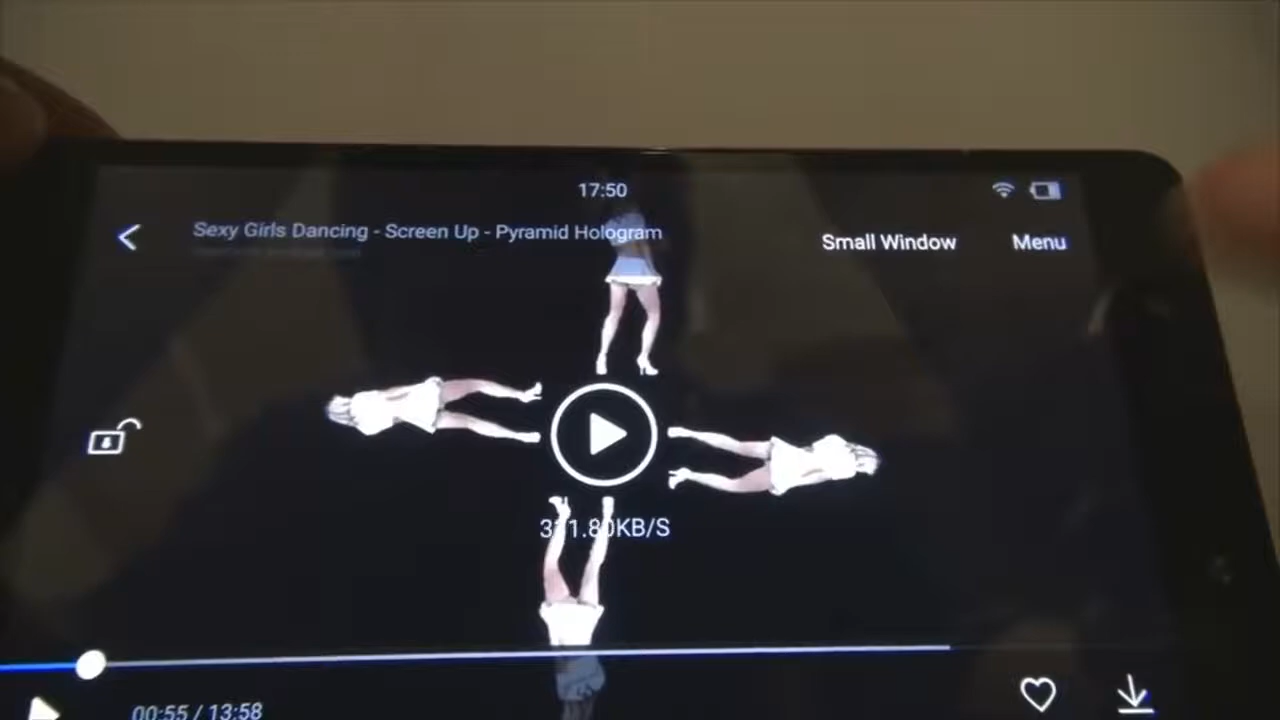 17:50
Sexy Girls Dancing - Screen Up - Pyramid Hologram
Small Window
Menu
KB/S
00:55 / 13:58